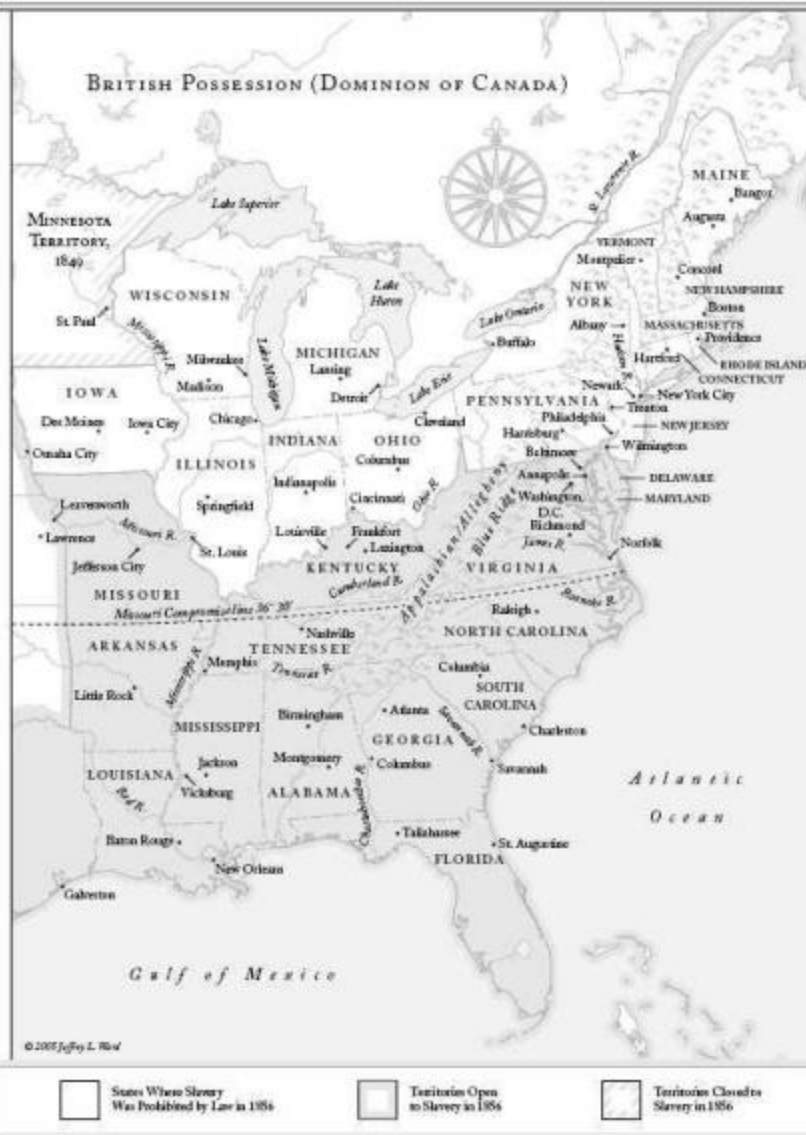 BRITISH POSSESSION (DOMINION OF CANADA)
MAINE
Bangor
Augusta
St. Lawrence R.
Lake Superior
MINNESOTA
TERRITORY,
1849
VERMONT
Montpelier
Concord
NEW HAMPSHIRE
NEW
YORK
Lake
Huron
WISCONSIN
Boston
Lake Ontario
Albany
MASSACHUSETTS
Providence
St. Paul
Mississippi R.
Buffalo
Hudson R.
Hartford
RHODE ISLAND
CONNECTICUT
Milwaukee
Madison
Lake Michigan
MICHIGAN
Lansing
Detroit
Lake Erie
Newark
New York City
PENNSYLVANIA
Trenton
IOWA
Des Moines
Iowa City
Chicago
Cleveland
Philadelphia
NEW JERSEY
Harrisburg
INDIANA
OHIO
Wilmington
Omaha City
Columbus
Baltimore
ILLINOIS
Annapolis
DELAWARE
Indianapolis
Washington,
D.C.
MARYLAND
Leavenworth
Springfield
Cincinnati
Ohio R.
Appalachian/Allegheny
Blue Ridge
Missouri R.
Richmond
Lawrence
Louisville
Frankfort
James R.
Norfolk
St. Louis
Lexington
Jefferson City
KENTUCKY
VIRGINIA
Cumberland R.
MISSOURI
Missouri Compromise line 36° 30'
Roanoke R.
Raleigh
ARKANSAS
Nashville
NORTH CAROLINA
TENNESSEE
Mississippi R.
Memphis
Tennessee R.
Columbia
Little Rock
SOUTH
CAROLINA
Birmingham
Atlanta
Savannah R.
MISSISSIPPI
Charleston
GEORGIA
Jackson
Montgomery
Columbus
Savannah
LOUISIANA
Vicksburg
ALABAMA
Chattahoochee R.
Red R.
Atlantic
Ocean
Baton Rouge
Tallahassee
St. Augustine
FLORIDA
New Orleans
Galveston
Gulf of Mexico
© 2005 Jeffrey L. Ward
States Where Slavery
Was Prohibited by Law in 1856
Territories Open
to Slavery in 1856
Territories Closed to
Slavery in 1856